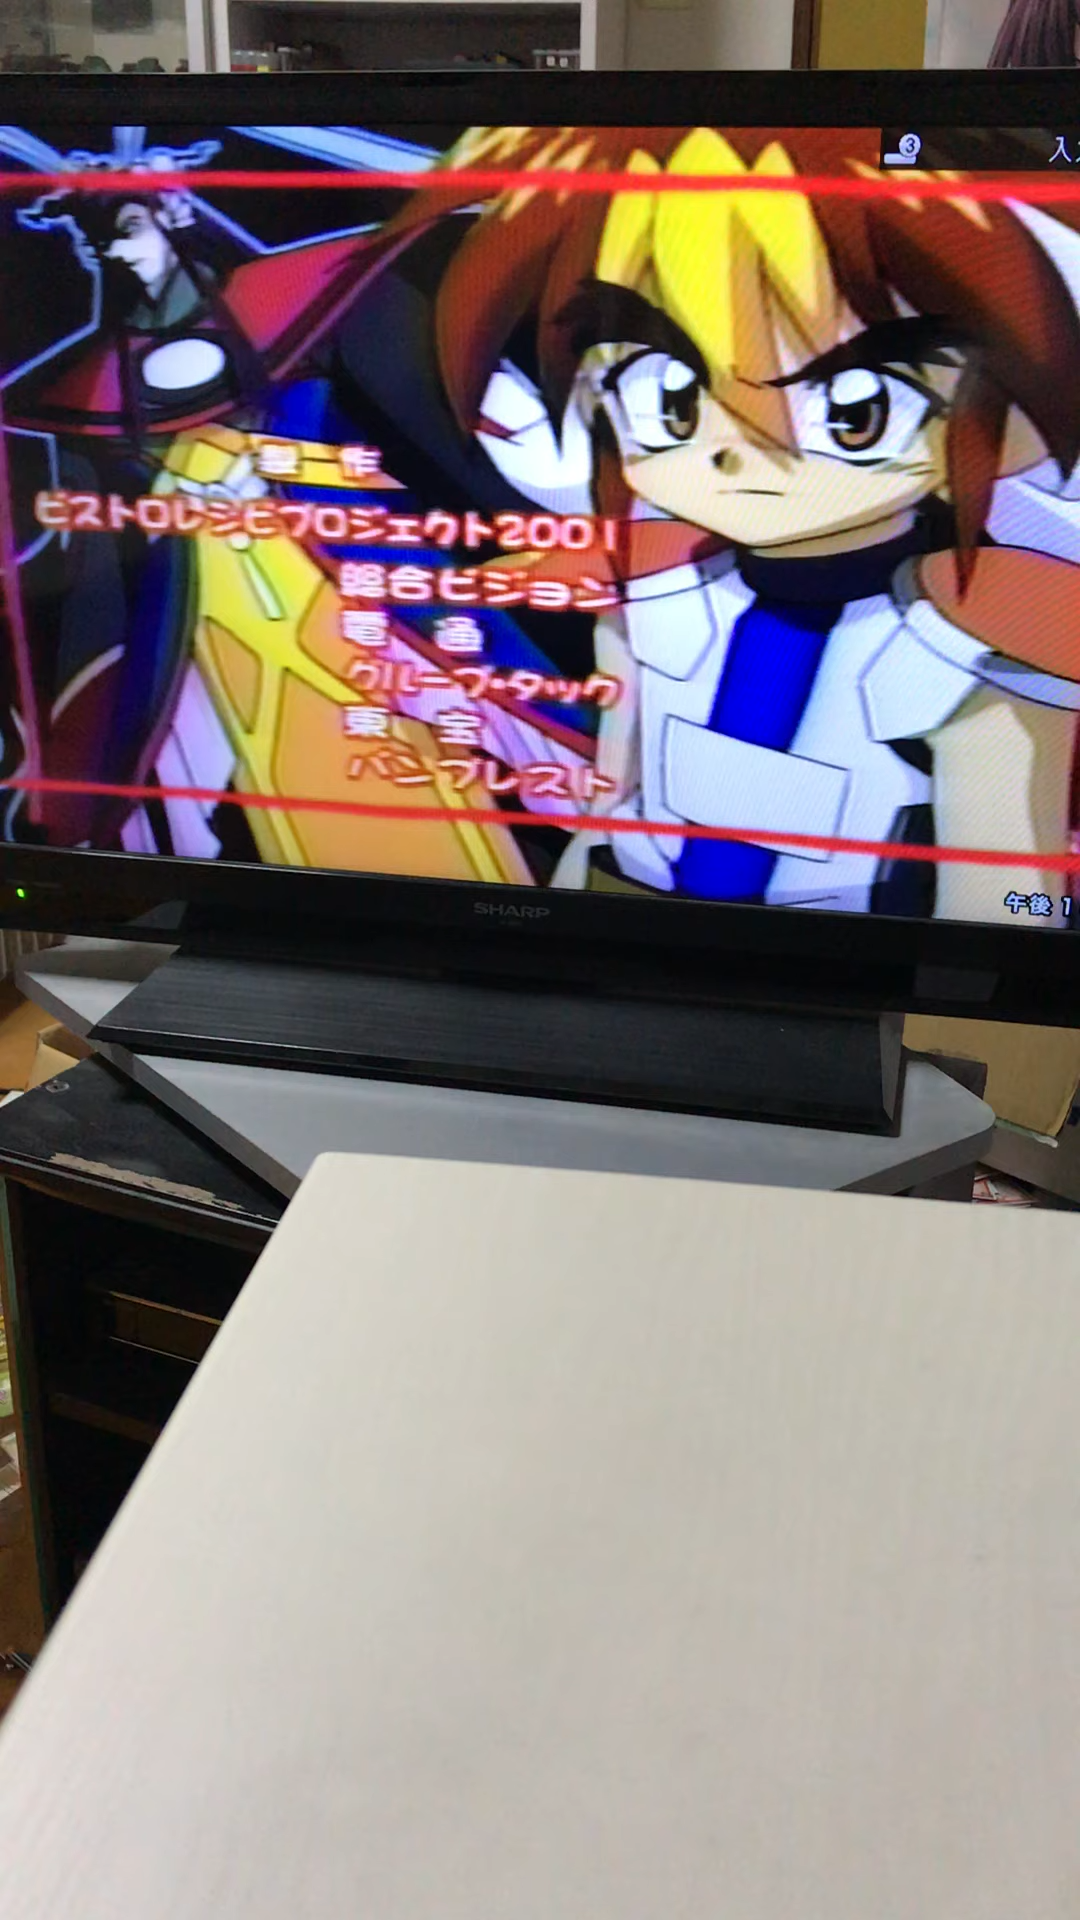 ③ 入
製作
ビストロレシピプロジェクト2001
総合ビジョン
電通
グループ・タック
東宝
バンプレスト
午後 1
SHARP